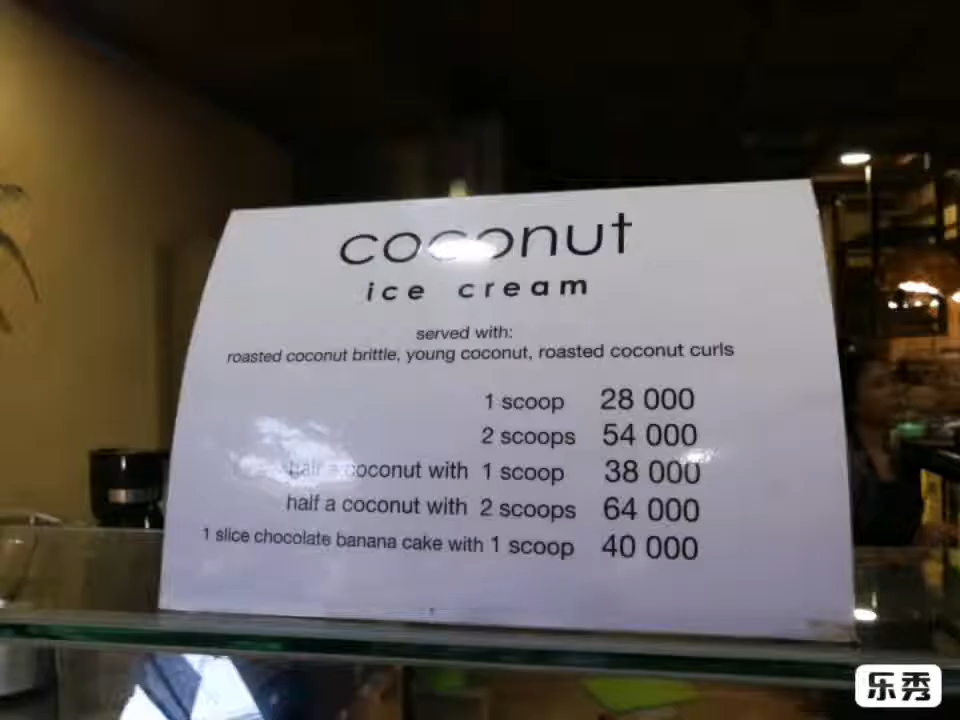 coconut
ice cream
served with:
roasted coconut brittle, young coconut, roasted coconut curls
1 scoop 28 000
2 scoops 54 000
half a coconut with 1 scoop 38 000
half a coconut with 2 scoops 64 000
1 slice chocolate banana cake with 1 scoop 40 000
乐秀